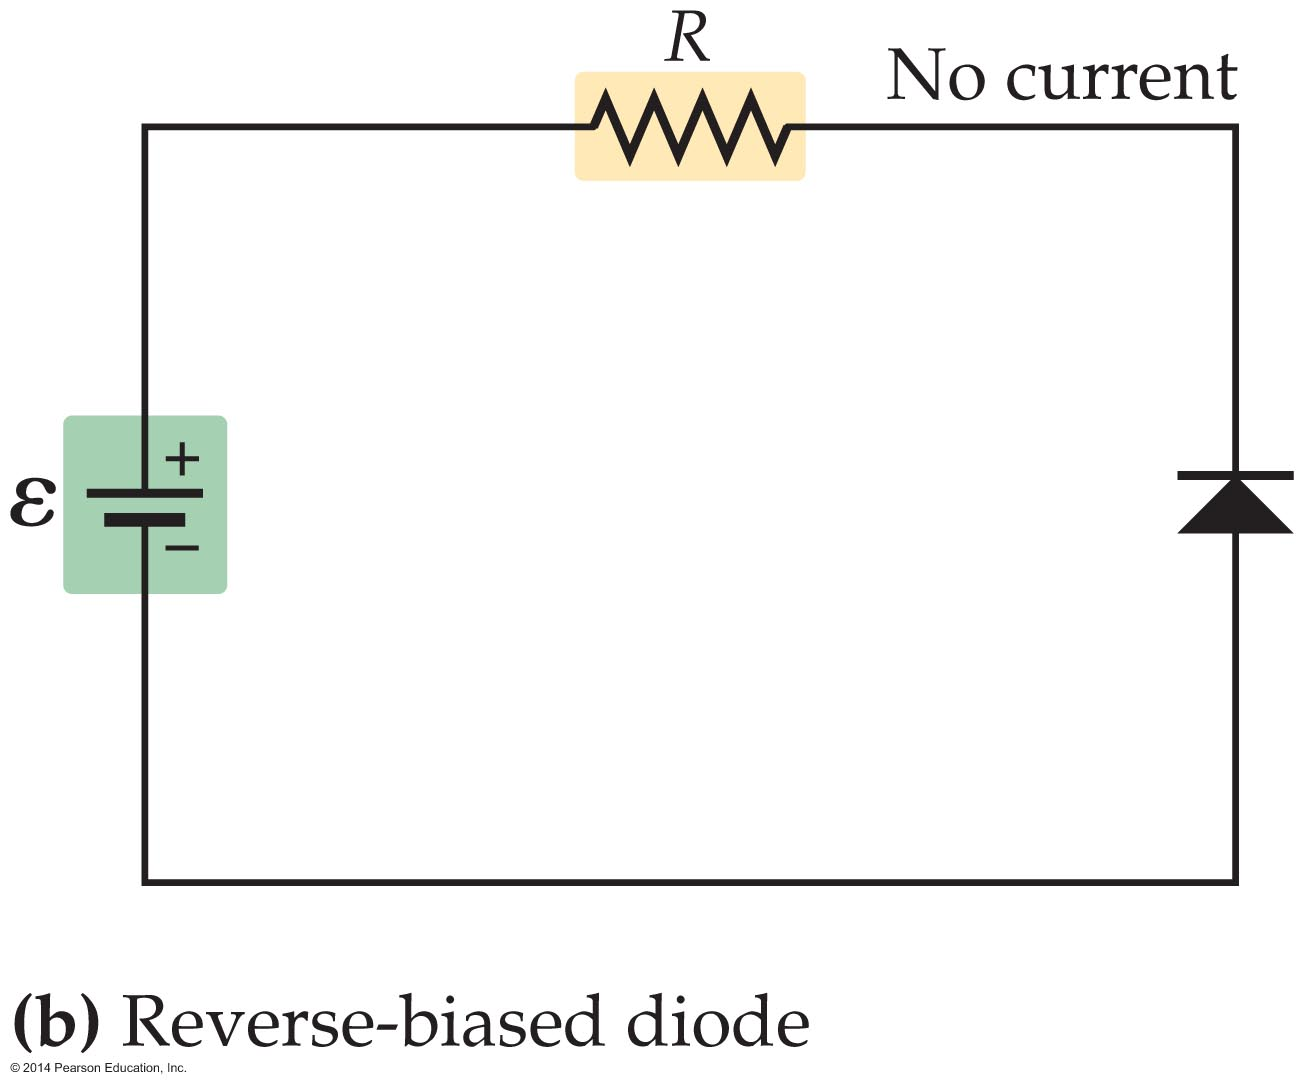 R
No current
+
ε
−
(b) Reverse-biased diode
© 2014 Pearson Education, Inc.